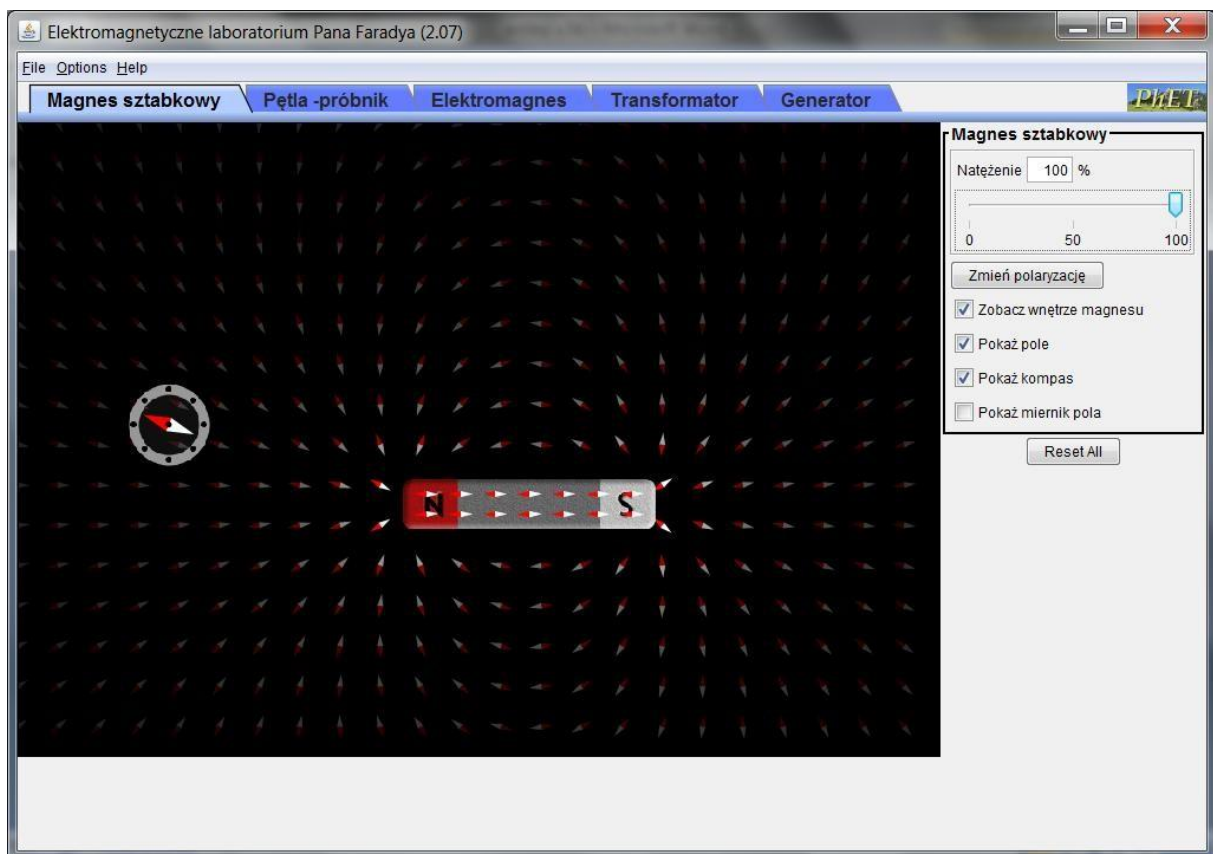 Elektromagnetyczne laboratorium Pana Faradya (2.07)
File Options Help
Magnes sztabkowy Pętla -próbnik Elektromagnes Transformator Generator PhET
Magnes sztabkowy
Natężenie 100 %
0 50 100
Zmień polaryzację
Zobacz wnętrze magnesu
Pokaż pole
Pokaż kompas
Pokaż miernik pola
Reset All
N S